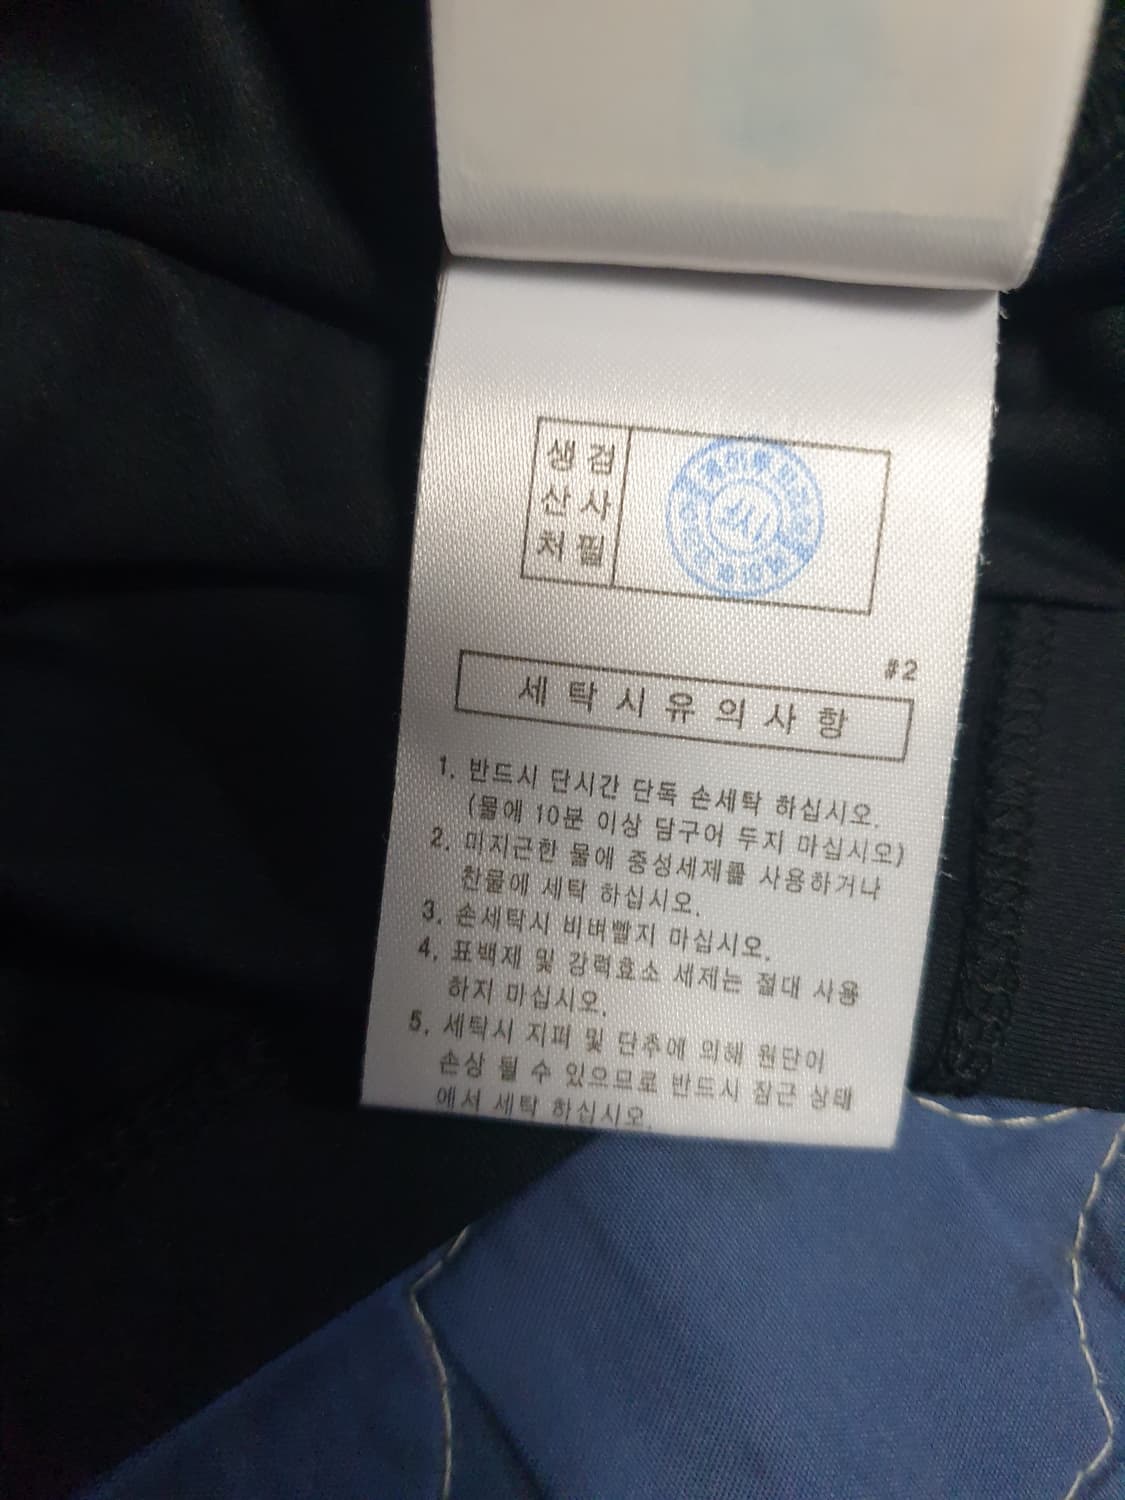 생 검
산 사
처 필
#2
세 탁 시 유 의 사 항
1. 반드시 단시간 단독 손세탁 하십시오.
(물에 10분 이상 담구어 두지 마십시오)
2. 미지근한 물에 중성세제를 사용하거나
찬물에 세탁 하십시오.
3. 손세탁시 비벼빨지 마십시오.
4. 표백제 및 강력효소 세제는 절대 사용
하지 마십시오.
5. 세탁시 지퍼 및 단추에 의해 원단이
손상 될 수 있으므로 반드시 잠근 상태
에서 세탁 하십시오.